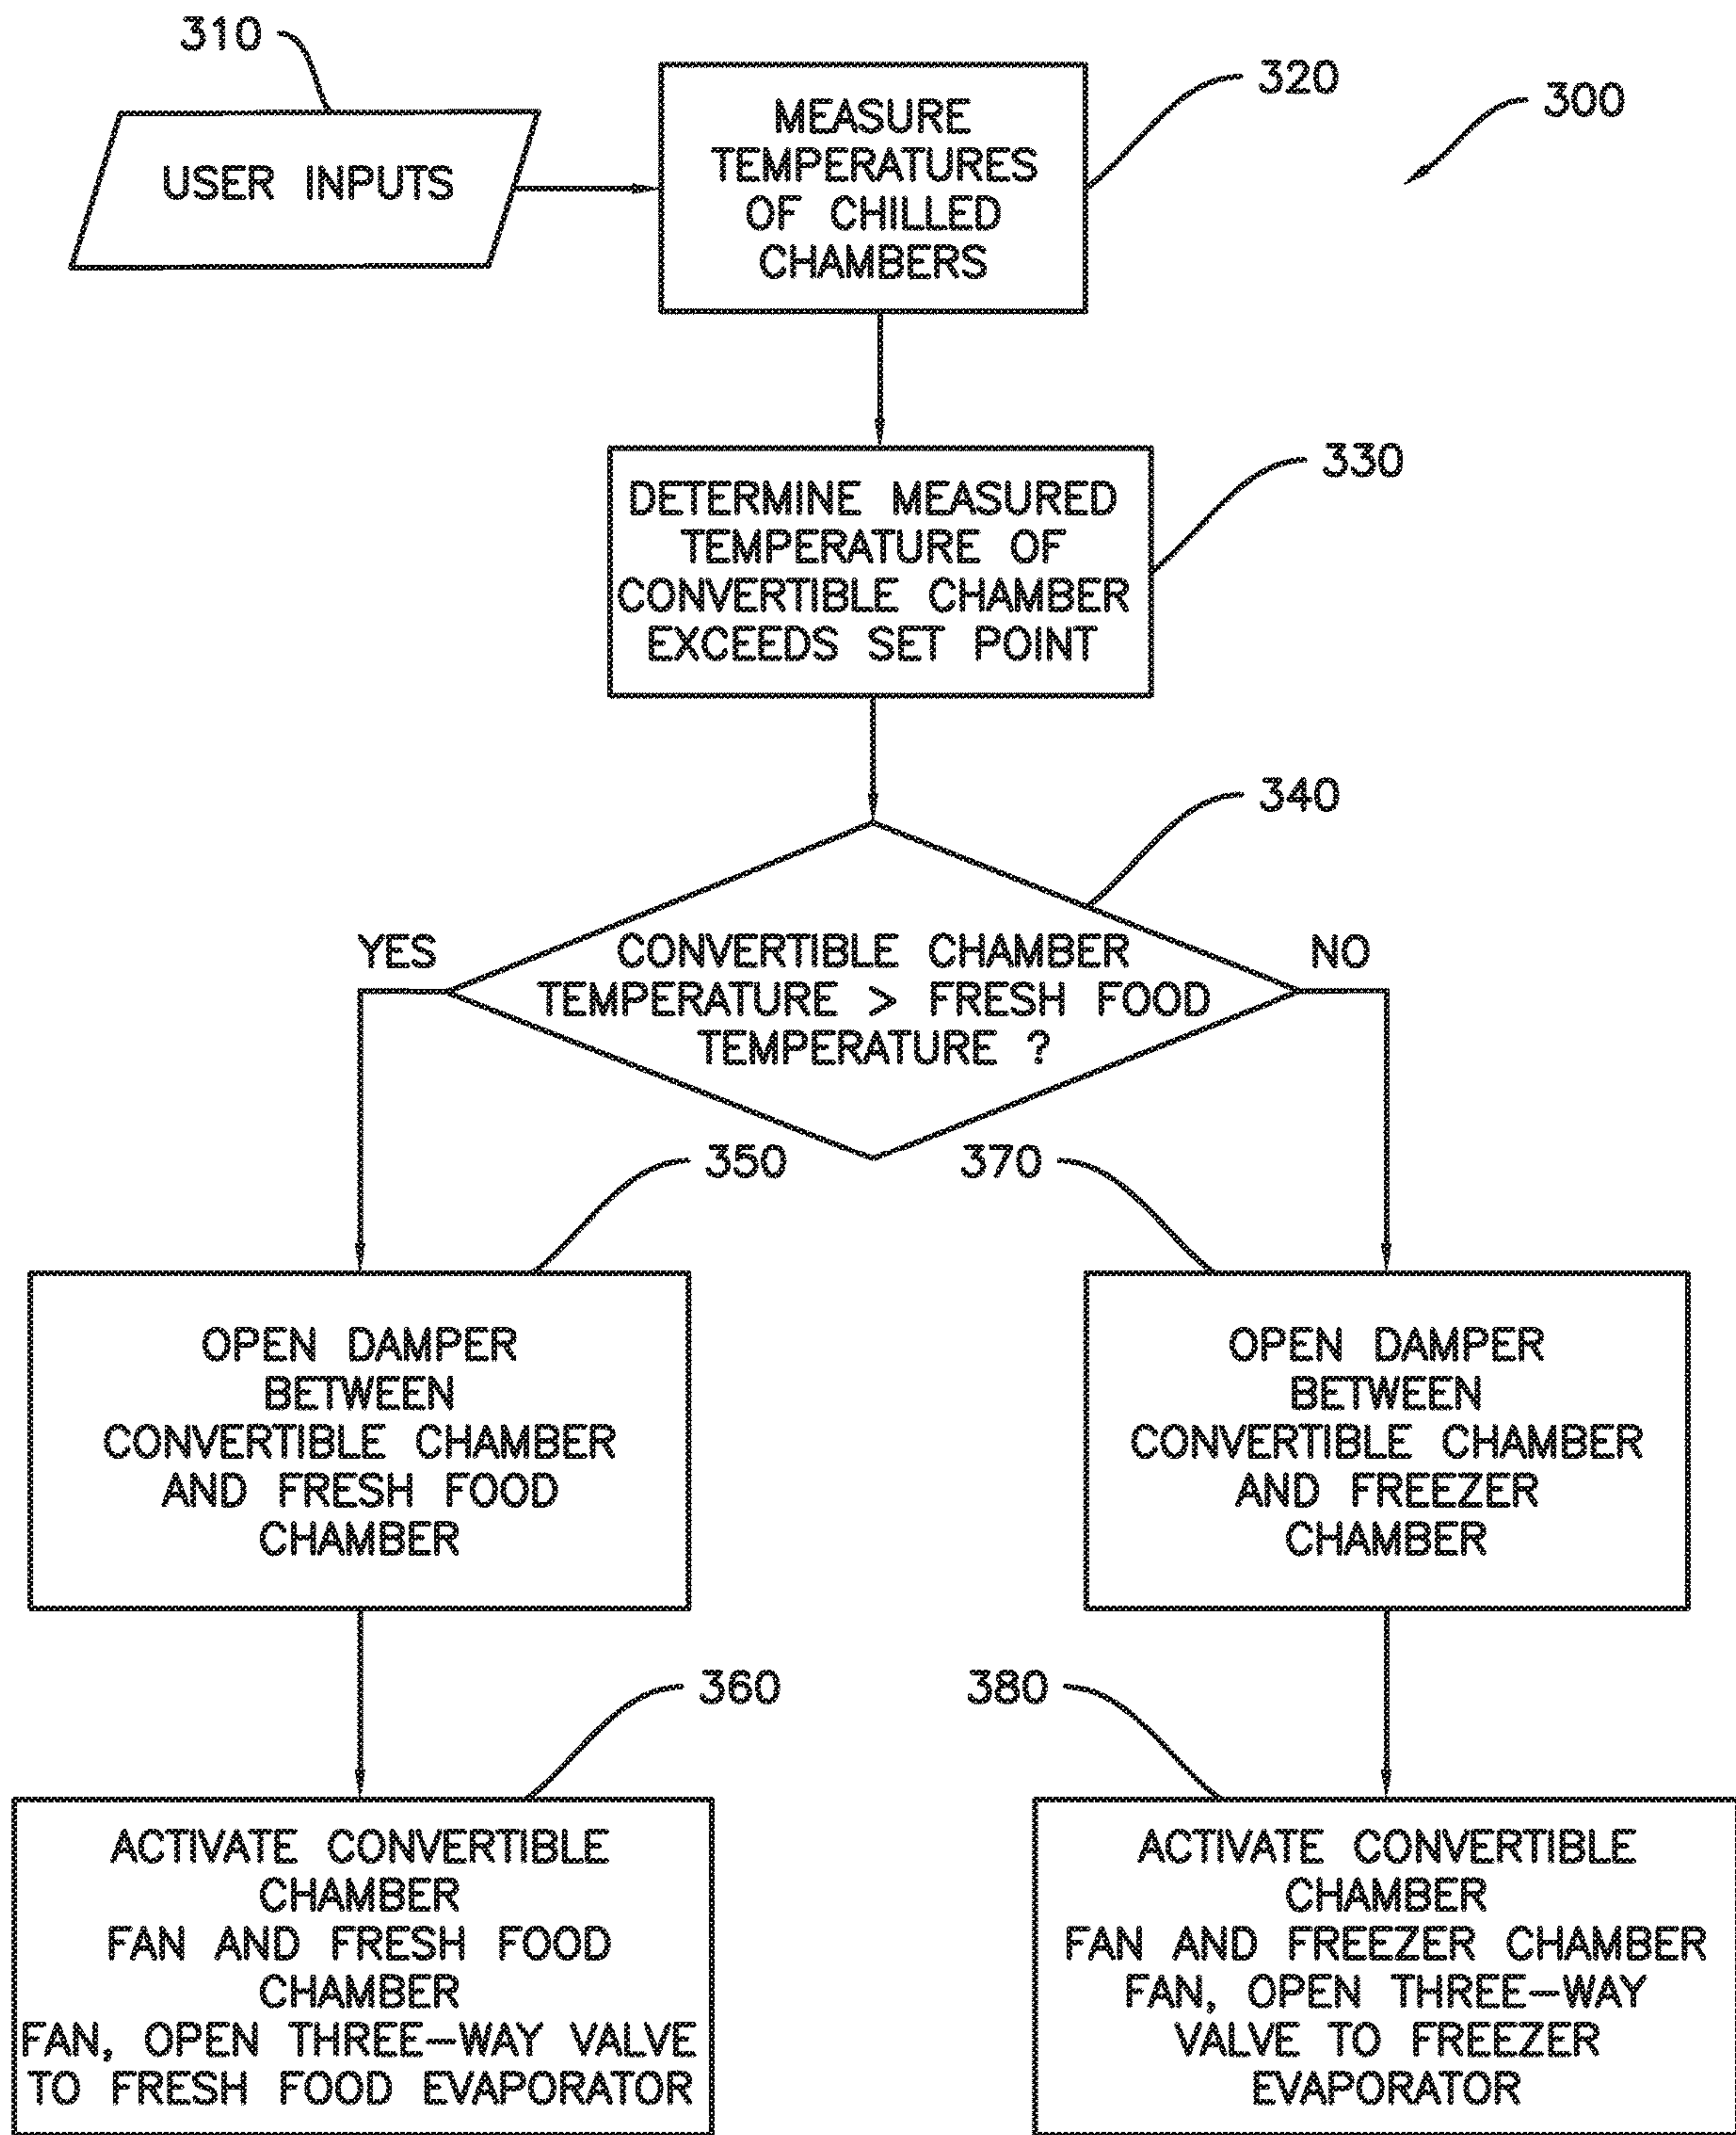 310
320
300
USER INPUTS
MEASURE
TEMPERATURES
OF CHILLED
CHAMBERS
330
DETERMINE MEASURED
TEMPERATURE OF
CONVERTIBLE CHAMBER
EXCEEDS SET POINT
340
YES
CONVERTIBLE CHAMBER
TEMPERATURE > FRESH FOOD
TEMPERATURE ?
NO
350
370
OPEN DAMPER
BETWEEN
CONVERTIBLE CHAMBER
AND FRESH FOOD
CHAMBER
OPEN DAMPER
BETWEEN
CONVERTIBLE CHAMBER
AND FREEZER
CHAMBER
360
380
ACTIVATE CONVERTIBLE
CHAMBER
FAN AND FRESH FOOD
CHAMBER
FAN, OPEN THREE-WAY VALVE
TO FRESH FOOD EVAPORATOR
ACTIVATE CONVERTIBLE
CHAMBER
FAN AND FREEZER CHAMBER
FAN, OPEN THREE-WAY
VALVE TO FREEZER
EVAPORATOR